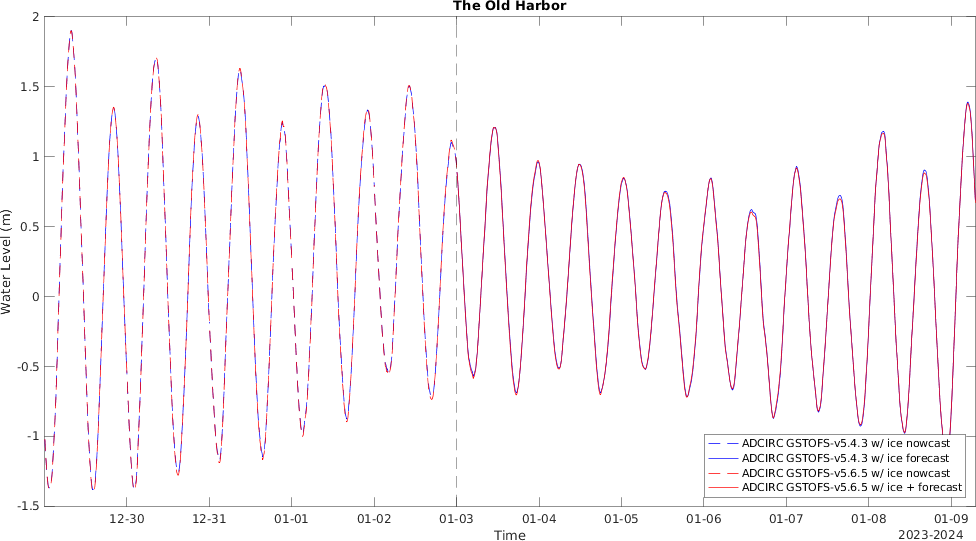 The Old Harbor
Water Level (m)
2
1.5
1
0.5
0
-0.5
-1
-1.5
ADCIRC GSTOFS-v5.4.3 w/ ice nowcast
ADCIRC GSTOFS-v5.4.3 w/ ice forecast
ADCIRC GSTOFS-v5.6.5 w/ ice nowcast
ADCIRC GSTOFS-v5.6.5 w/ ice + forecast
12-30 12-31 01-01 01-02 01-03 01-04 01-05 01-06 01-07 01-08 01-09
Time
2023-2024